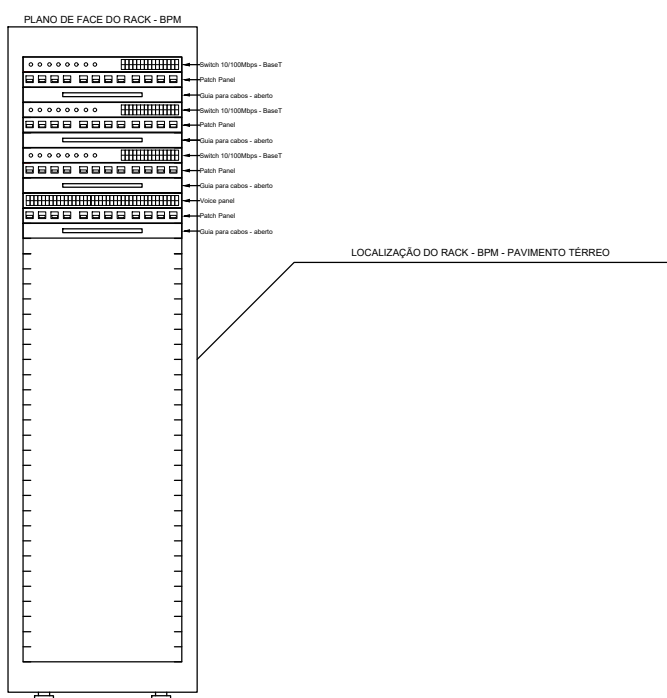 PLANO DE FACE DO RACK - BPM
Switch 10/100Mbps - BaseT
Patch Panel
Guia para cabos - aberto
Switch 10/100Mbps - BaseT
Patch Panel
Guia para cabos - aberto
Switch 10/100Mbps - BaseT
Patch Panel
Guia para cabos - aberto
Voice panel
Patch Panel
Guia para cabos - aberto
LOCALIZAÇÃO DO RACK - BPM - PAVIMENTO TÉRREO